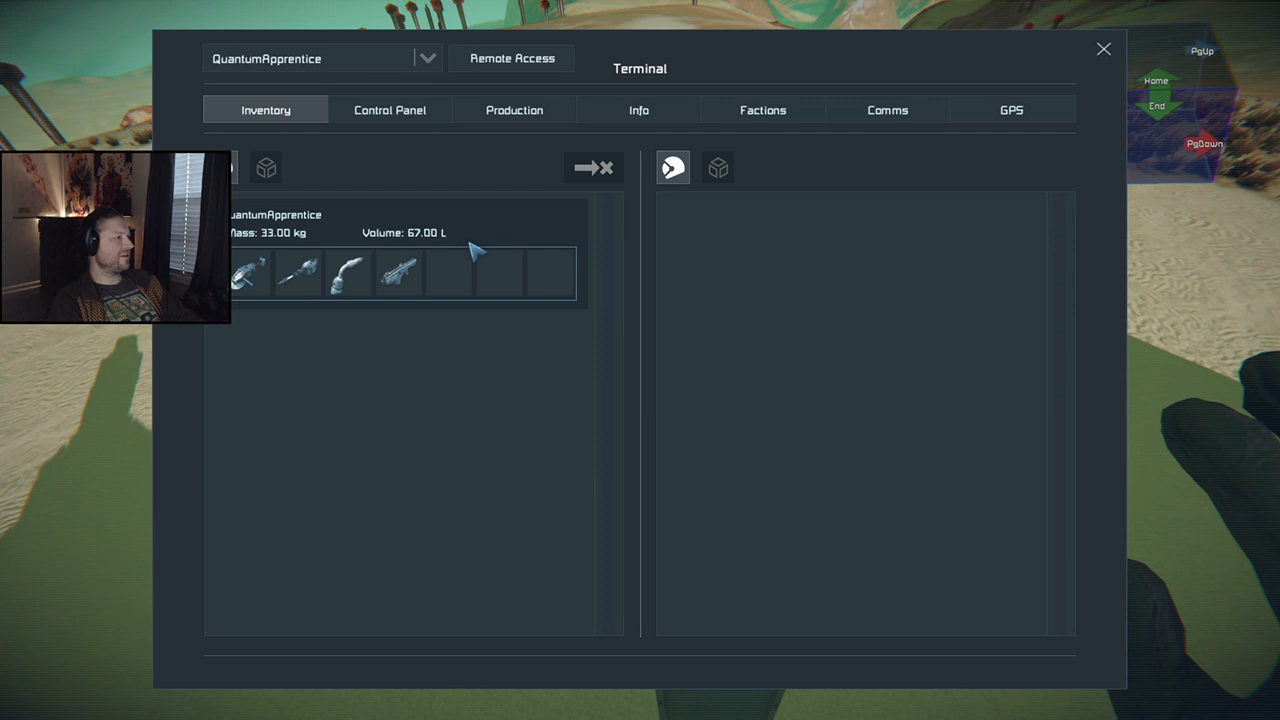 QuantumApprentice
Remote Access
Terminal
Inventory
Control Panel
Production
Info
Factions
Comms
GPS
PgUp
Home
End
PgDown
uantumApprentice
Mass: 33.00 kg
Volume: 67.00 L